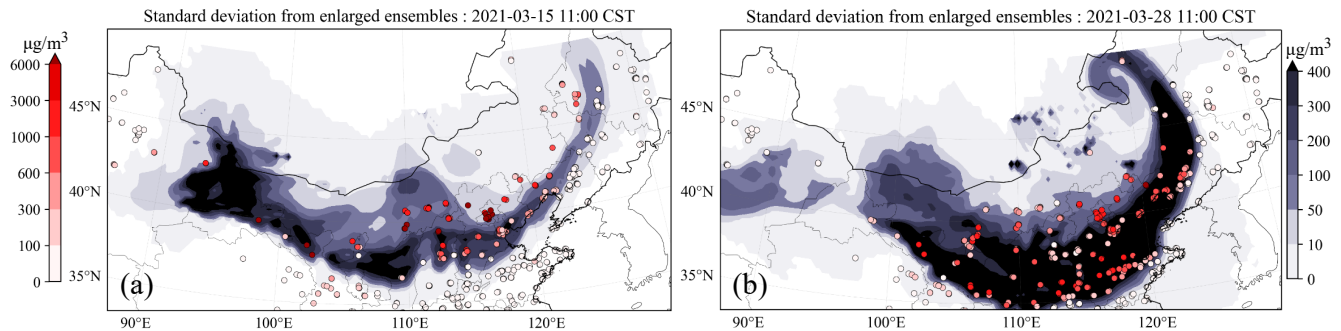 Standard deviation from enlarged ensembles : 2021-03-15 11:00 CST
μg/m³
6000
3000
1000
600
300
100
0
45°N
40°N
35°N
(a)
90°E
100°E
110°E
120°E
Standard deviation from enlarged ensembles : 2021-03-28 11:00 CST
45°N
40°N
35°N
(b)
90°E
100°E
110°E
120°E
μg/m³
400
300
200
100
50
10
0